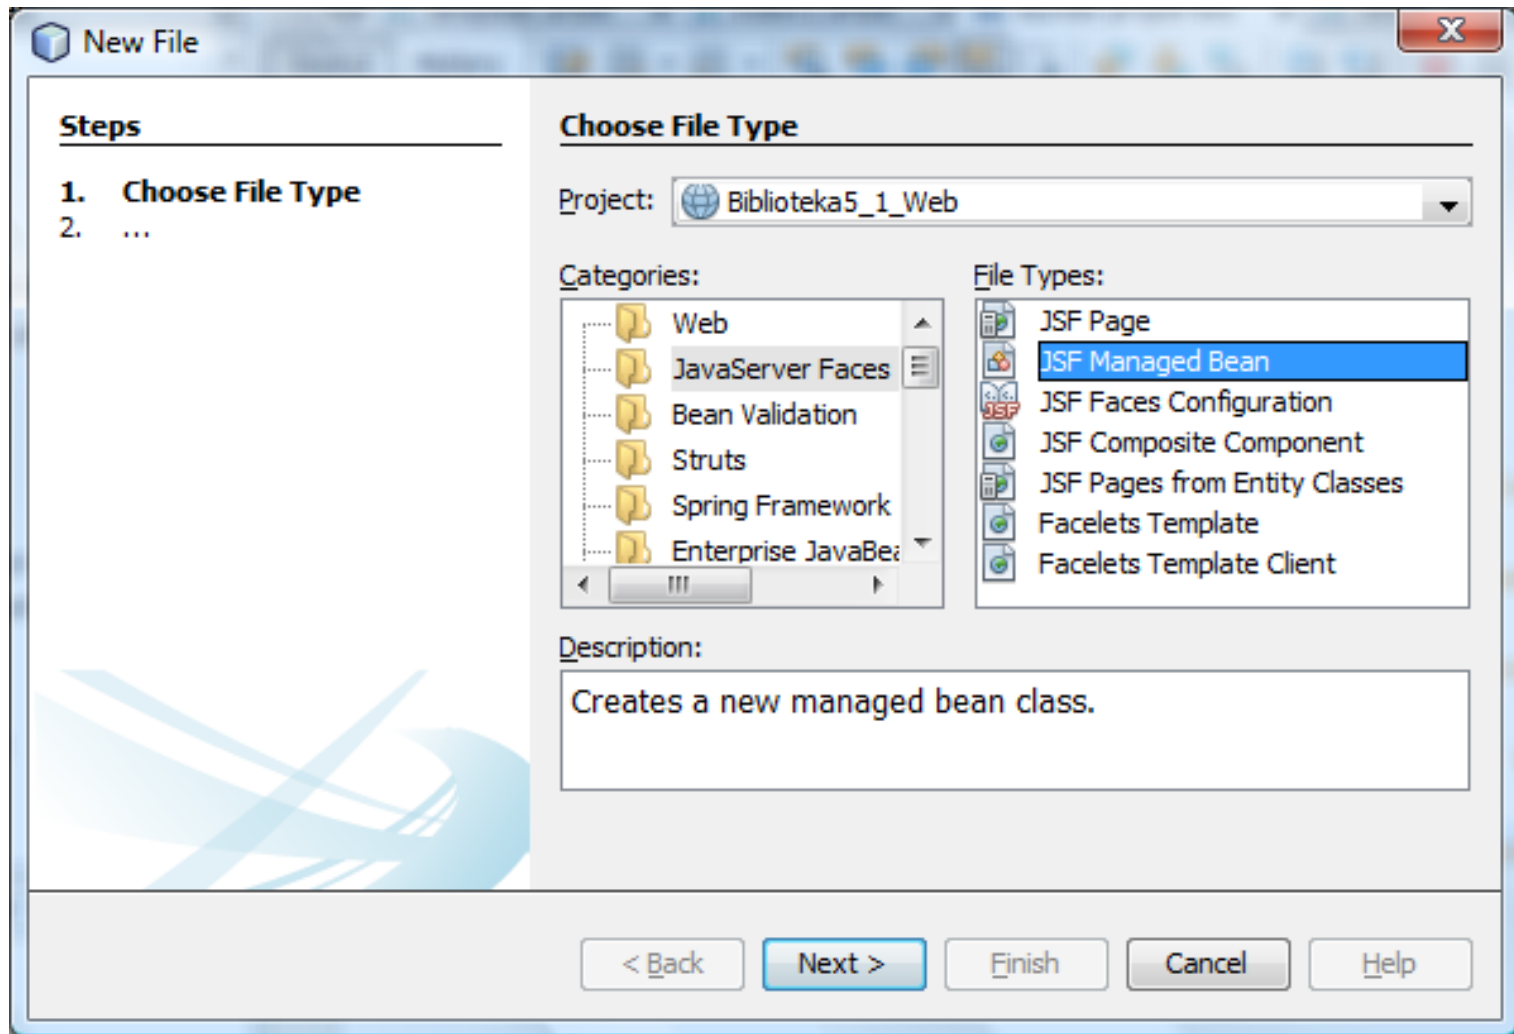 New File
Steps
1. Choose File Type
2. ...
Choose File Type
Project: Biblioteka5_1_Web
Categories:
Web
JavaServer Faces
Bean Validation
Struts
Spring Framework
Enterprise JavaBea
File Types:
JSF Page
JSF Managed Bean
JSF Faces Configuration
JSF Composite Component
JSF Pages from Entity Classes
Facelets Template
Facelets Template Client
Description:
Creates a new managed bean class.
< Back Next > Finish Cancel Help